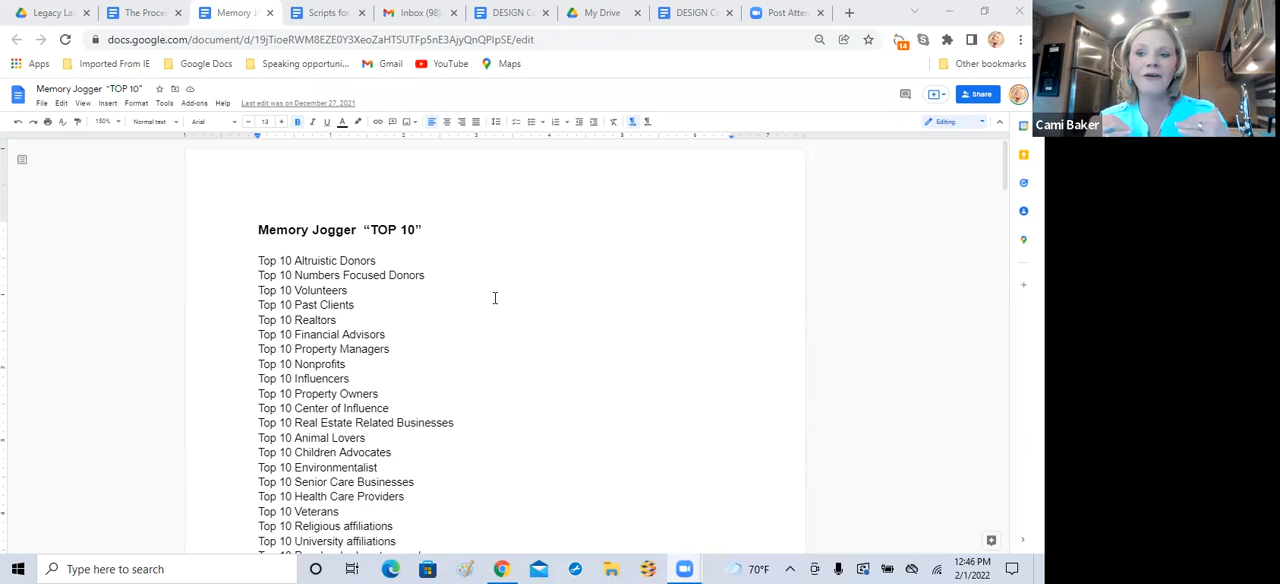 Legacy La
The Proce
Memory J
Scripts for
Inbox (98)
DESIGN C
My Drive
DESIGN C
Post Atten
docs.google.com/document/d/19jTioeRWM8EZE0Y3XeoZaHTSUTFp5nE3AjyQnQPIpSE/edit
14
Apps
Imported From IE
Google Docs
Speaking opportuni...
Gmail
YouTube
Maps
Other bookmarks
Memory Jogger "TOP 10"
File Edit View Insert Format Tools Add-ons Help Last edit was on December 27, 2021
Share
150% Normal text Arial 13 B I U A
Editing
Cami Baker
Memory Jogger “TOP 10”
Top 10 Altruistic Donors
Top 10 Numbers Focused Donors
Top 10 Volunteers
Top 10 Past Clients
Top 10 Realtors
Top 10 Financial Advisors
Top 10 Property Managers
Top 10 Nonprofits
Top 10 Influencers
Top 10 Property Owners
Top 10 Center of Influence
Top 10 Real Estate Related Businesses
Top 10 Animal Lovers
Top 10 Children Advocates
Top 10 Environmentalist
Top 10 Senior Care Businesses
Top 10 Health Care Providers
Top 10 Veterans
Top 10 Religious affiliations
Top 10 University affiliations
Type here to search
70°F
12:46 PM
2/1/2022